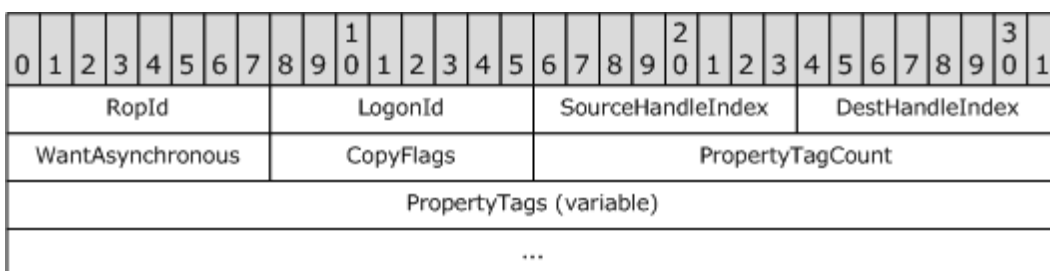 1 2 3
0 1 2 3 4 5 6 7 8 9 0 1 2 3 4 5 6 7 8 9 0 1 2 3 4 5 6 7 8 9 0 1
RopId LogonId SourceHandleIndex DestHandleIndex
WantAsynchronous CopyFlags PropertyTagCount
PropertyTags (variable)
...